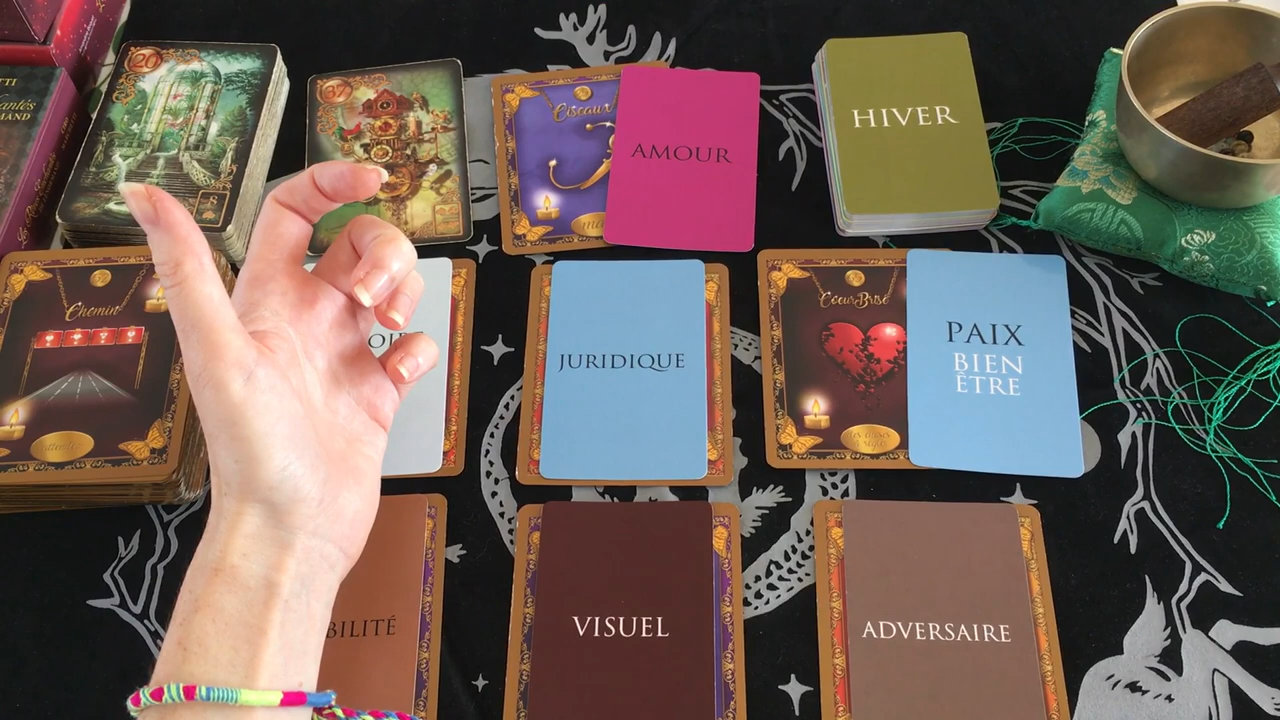 20
37
8
Oiseaux
AMOUR
HIVER
Chemin
JURIDIQUE
Coeur Brisé
PAIX
BIEN
ÊTRE
BILITÉ
VISUEL
ADVERSAIRE